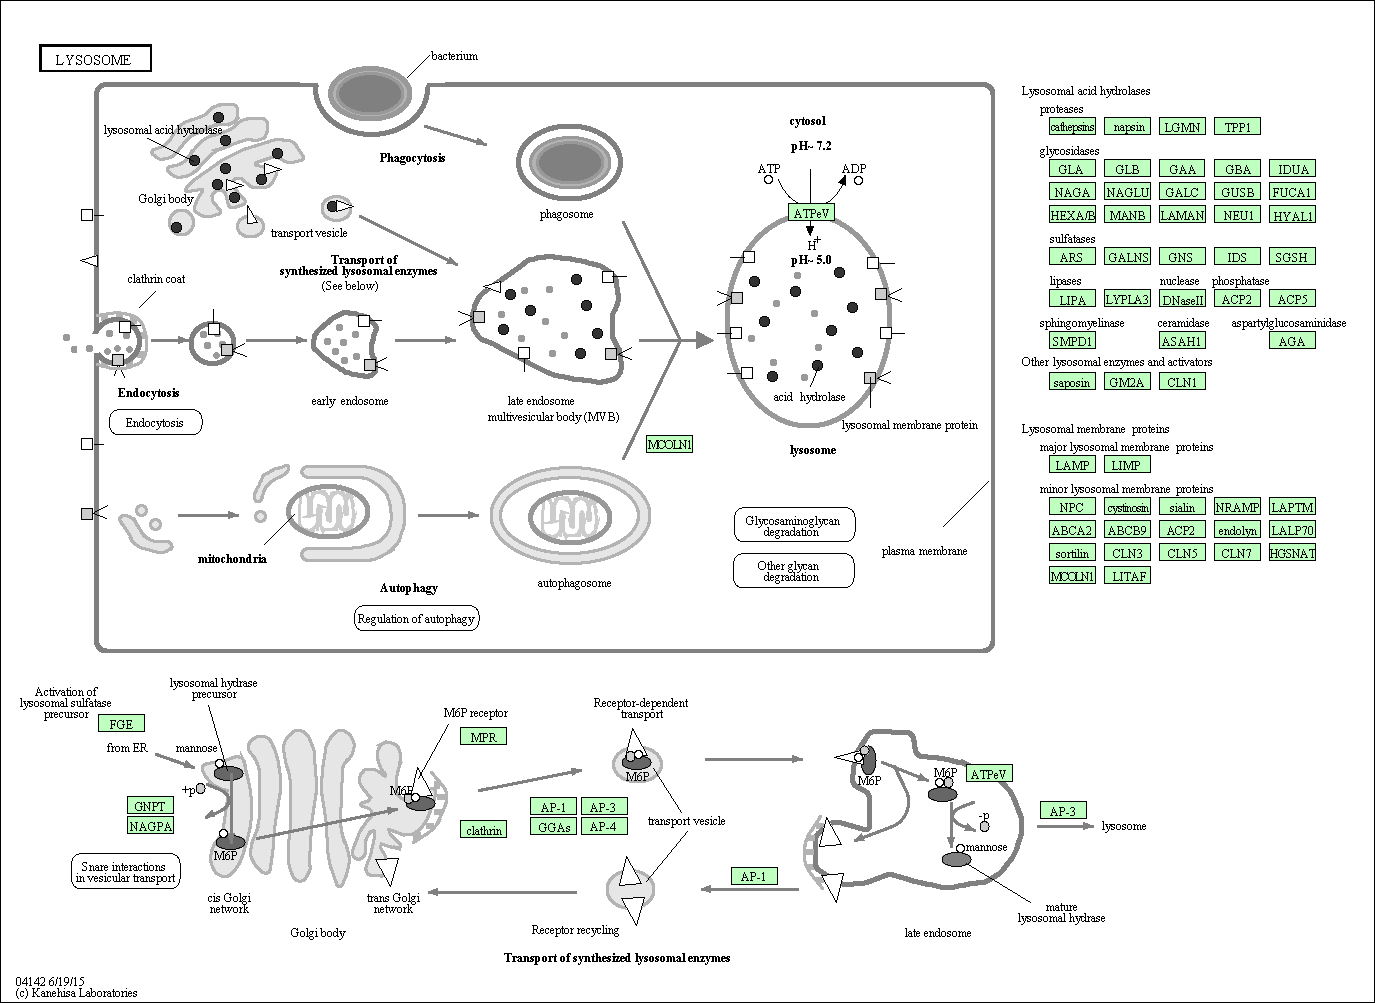 LYSOSOME
bacterium
lysosomal acid hydrolase
Phagocytosis
Golgi body
transport vesicle
phagosome
Transport of
synthesized lysosomal enzymes
(See below)
clathrin coat
cytosol
pH~ 7.2
ATP
ADP
ATPeV
H+
pH~ 5.0
Endocytosis
Endocytosis
early endosome
late endosome
multivesicular body (MVB)
acid hydrolase
lysosomal membrane protein
lysosome
MCOLN1
mitochondria
Autophagy
Regulation of autophagy
autophagosome
Glycosaminoglycan
degradation
Other glycan
degradation
plasma membrane
Lysosomal acid hydrolases
proteases
cathepsins napsin LGMN TPP1
glycosidases
GLA GLB GAA GBA IDUA
NAGA NAGLU GALC GUSB FUCA1
HEXA/B MANB LAMAN NEU1 HYAL1
sulfatases
ARS GALNS GNS IDS SGSH
lipases nuclease phosphatase
LIPA LYPLA3 DNaseII ACP2 ACP5
sphingomyelinase ceramidase aspartylglucosaminidase
SMPD1 ASAH1 AGA
Other lysosomal enzymes and activators
saposin GM2A CLN1
Lysosomal membrane proteins
major lysosomal membrane proteins
LAMP LIMP
minor lysosomal membrane proteins
NPC cystnosin sialin NRAMP LAPTM
ABCA2 ABCB9 ACP2 endolyn LALP70
sortilin CLN3 CLN5 CLN7 HGSNAT
MCOLN1 LITAF
Activation of
lysosomal sulfatase
precursor
FGE
lysosomal hydrase
precursor
from ER
mannose
+p
GNPT
NAGPA
M6P
Snare interactions
in vesicular transport
cis Golgi
network
trans Golgi
network
Golgi body
M6P receptor
MPR
M6P
clathrin
Receptor-dependent
transport
M6P
AP-1 AP-3
GGAs AP-4
transport vesicle
Receptor recycling
AP-1
M6P
M6P
ATPeV
-p
mannose
AP-3
lysosome
mature
lysosomal hydrase
late endosome
Transport of synthesized lysosomal enzymes
04142 6/19/15
(c) Kanehisa Laboratories